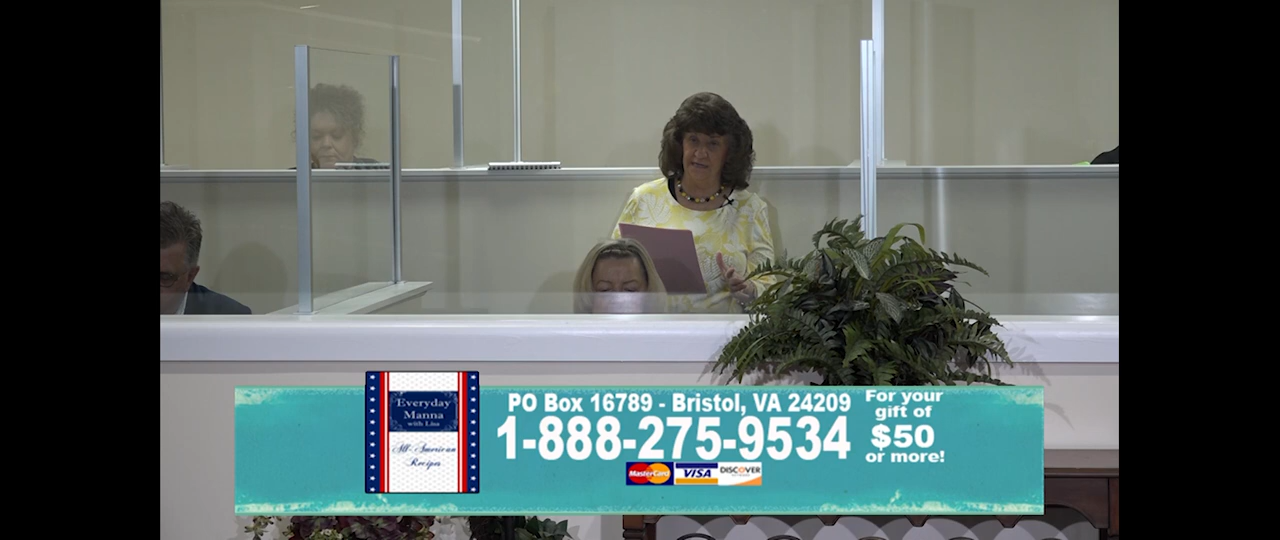 Everyday
Manna
with Lisa
All-American
Recipes
PO Box 16789 - Bristol, VA 24209
1-888-275-9534
MasterCard
VISA
DISCOVER
For your
gift of
$50
or more!